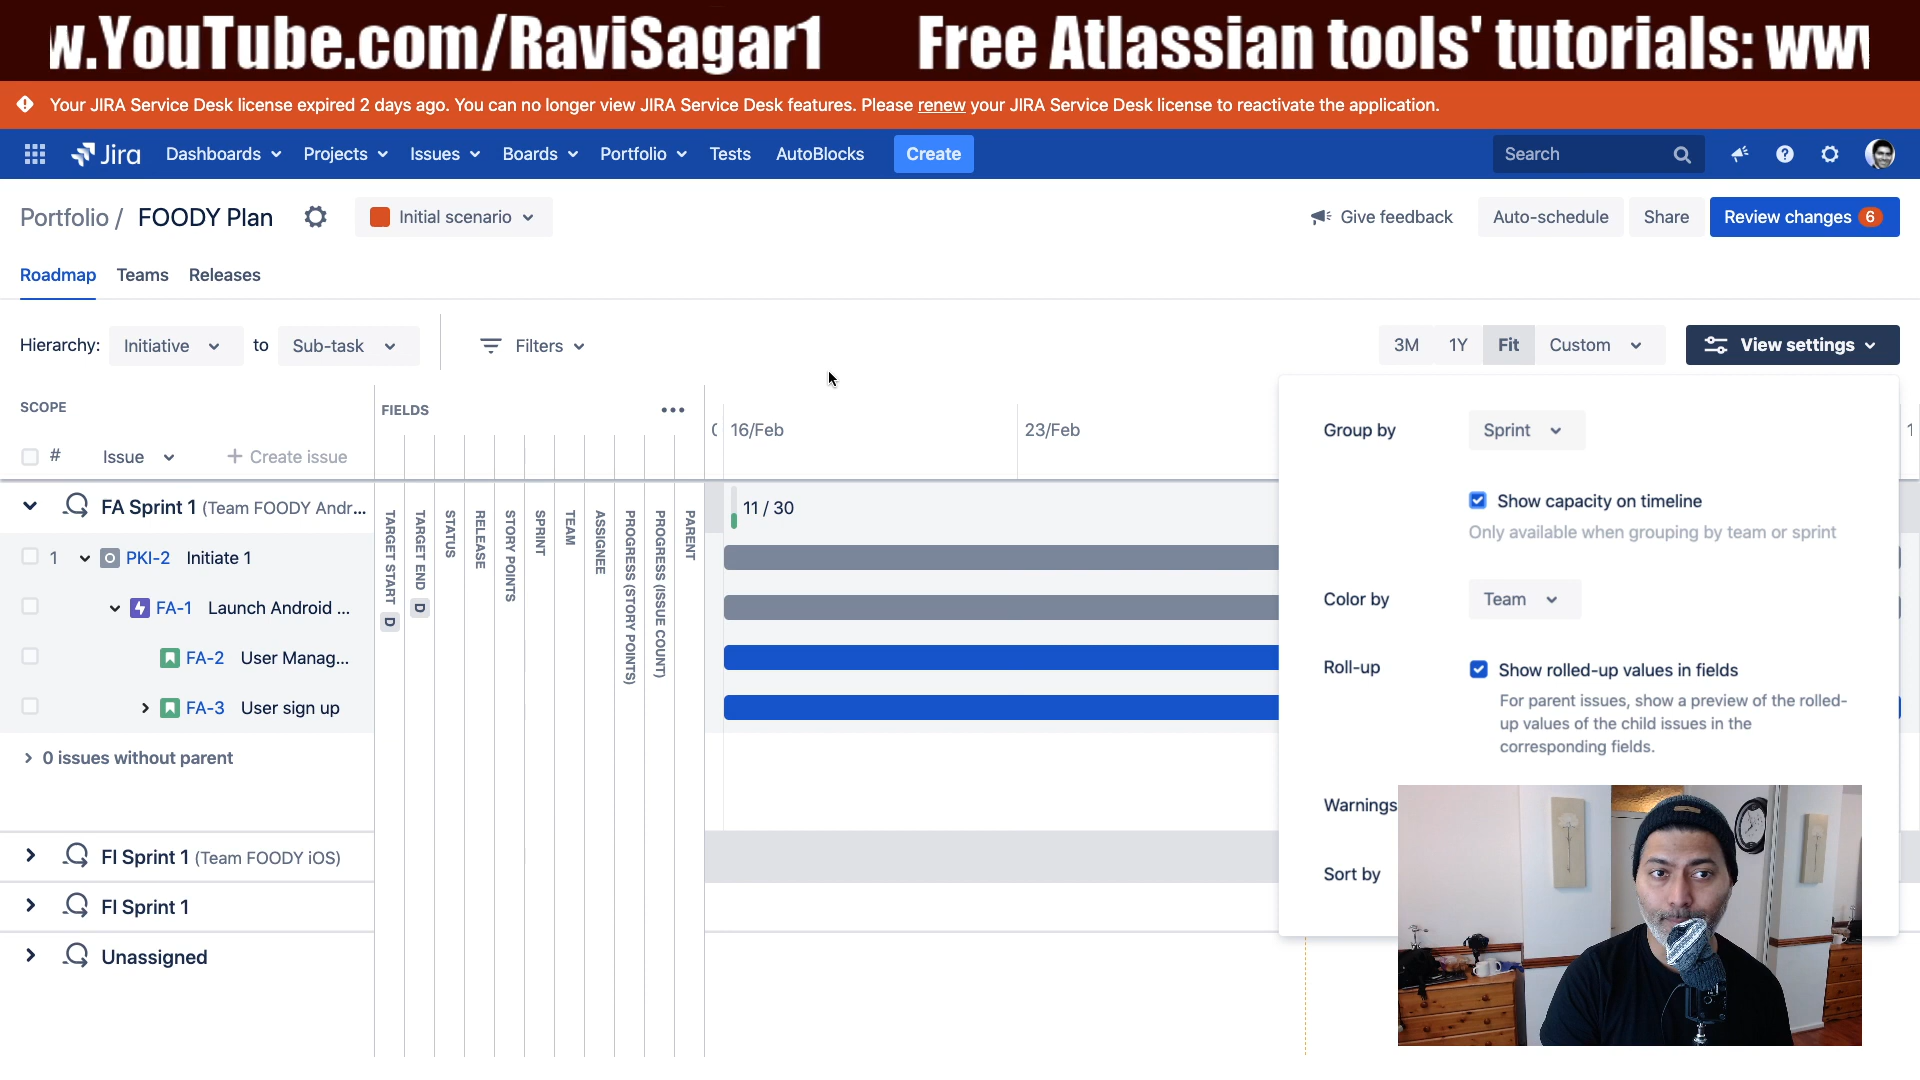 w.YouTube.com/RaviSagar1 Free Atlassian tools' tutorials: ww
Your JIRA Service Desk license expired 2 days ago. You can no longer view JIRA Service Desk features. Please renew your JIRA Service Desk license to reactivate the application.
Jira Dashboards Projects Issues Boards Portfolio Tests AutoBlocks Create Search
Portfolio / FOODY Plan Initial scenario Give feedback Auto-schedule Share Review changes 6
Roadmap Teams Releases
Hierarchy: Initiative to Sub-task Filters 3M 1Y Fit Custom View settings
SCOPE FIELDS
# Issue + Create issue 16/Feb 23/Feb 1
FA Sprint 1 (Team FOODY Andr... 11 / 30
1 PKI-2 Initiate 1
FA-1 Launch Android ...
FA-2 User Manag...
FA-3 User sign up
> 0 issues without parent
FI Sprint 1 (Team FOODY iOS)
FI Sprint 1
Unassigned
TARGET START D
TARGET END D
STATUS
RELEASE
STORY POINTS
SPRINT
TEAM
ASSIGNEE
PROGRESS (STORY POINTS)
PROGRESS (ISSUE COUNT)
PARENT
Group by Sprint
Show capacity on timeline
Only available when grouping by team or sprint
Color by Team
Roll-up Show rolled-up values in fields
For parent issues, show a preview of the rolled-
up values of the child issues in the
corresponding fields.
Warnings
Sort by